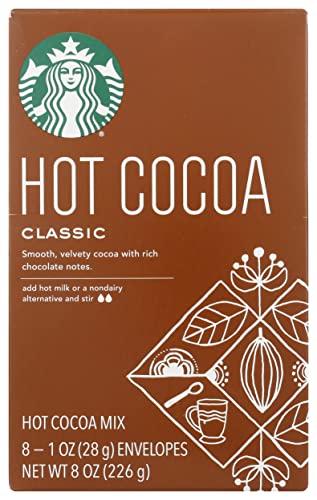 HOT COCOA
CLASSIC
Smooth, velvety cocoa with rich
chocolate notes.
add hot milk or a nondairy
alternative and stir
HOT COCOA MIX
8 – 1 OZ (28 g) ENVELOPES
NET WT 8 OZ (226 g)